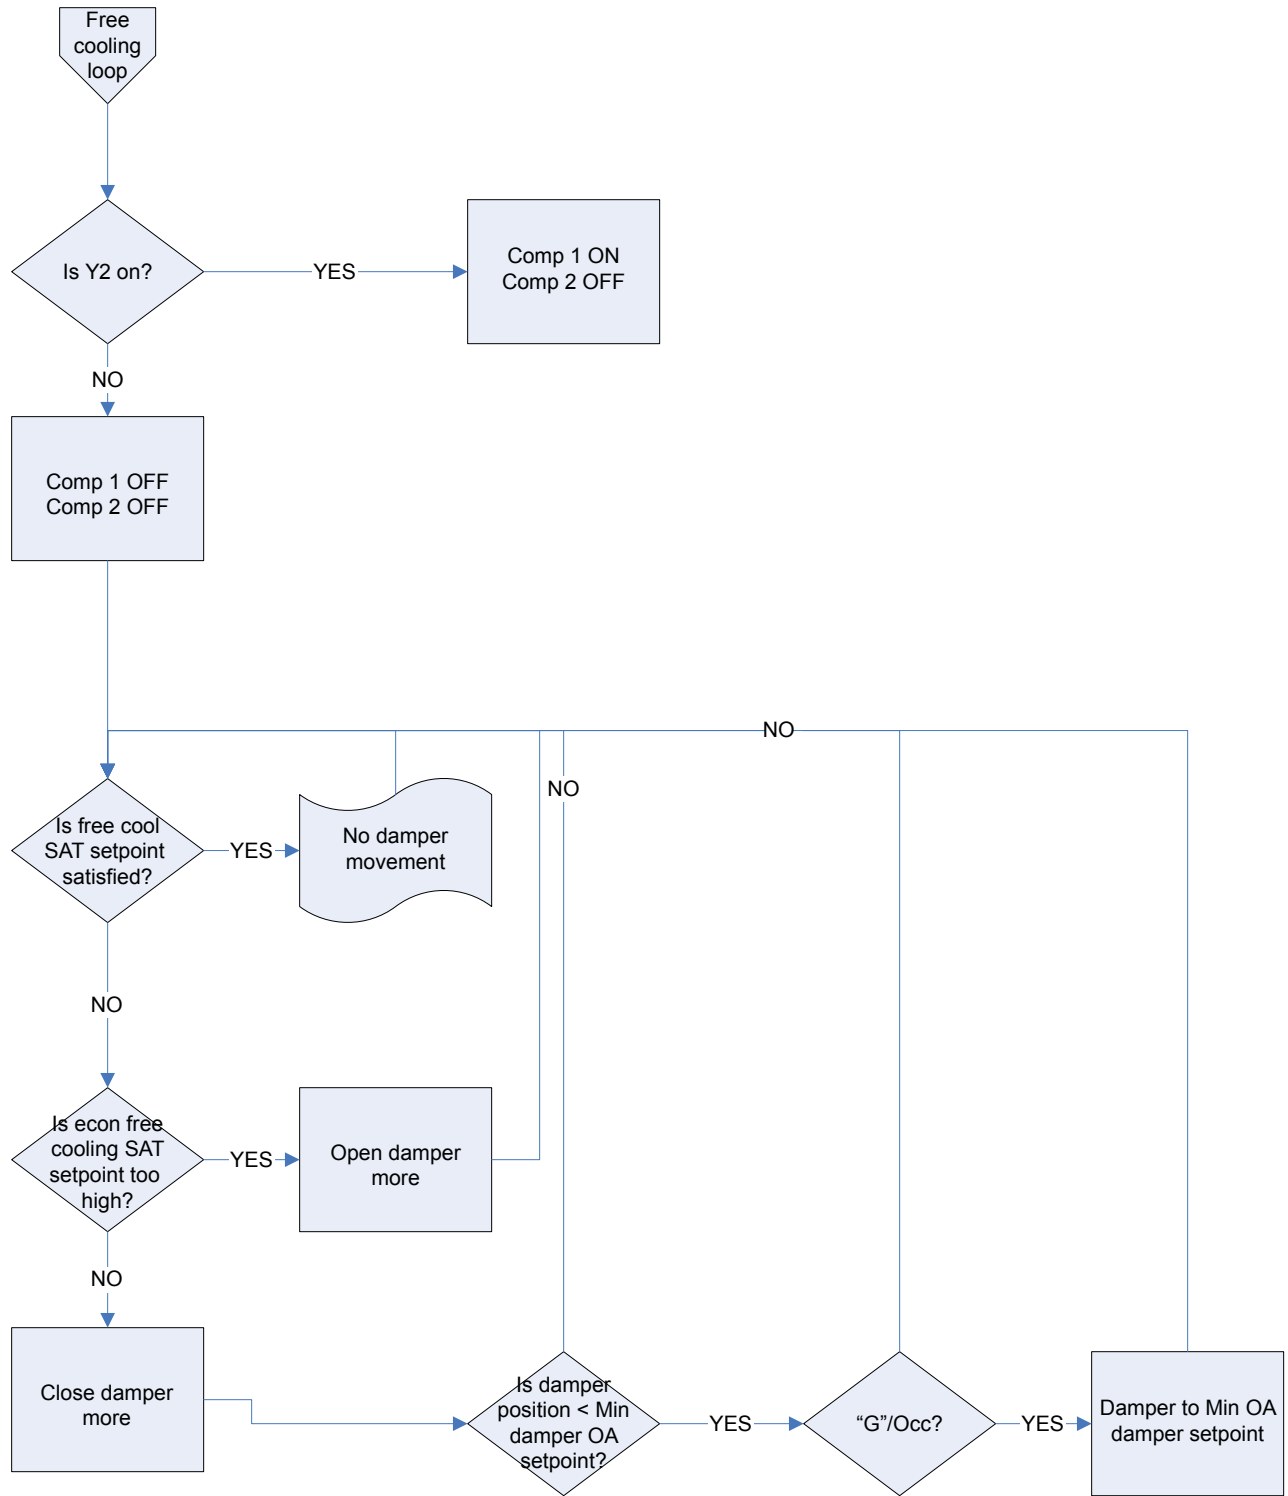 Free
cooling
loop
Is Y2 on?
YES
Comp 1 ON
Comp 2 OFF
NO
Comp 1 OFF
Comp 2 OFF
NO
NO
Is free cool
SAT setpoint
satisfied?
YES
No damper
movement
NO
Is econ free
cooling SAT
setpoint too
high?
YES
Open damper
more
NO
Close damper
more
Is damper
position < Min
damper OA
setpoint?
YES
“G”/Occ?
YES
Damper to Min OA
damper setpoint